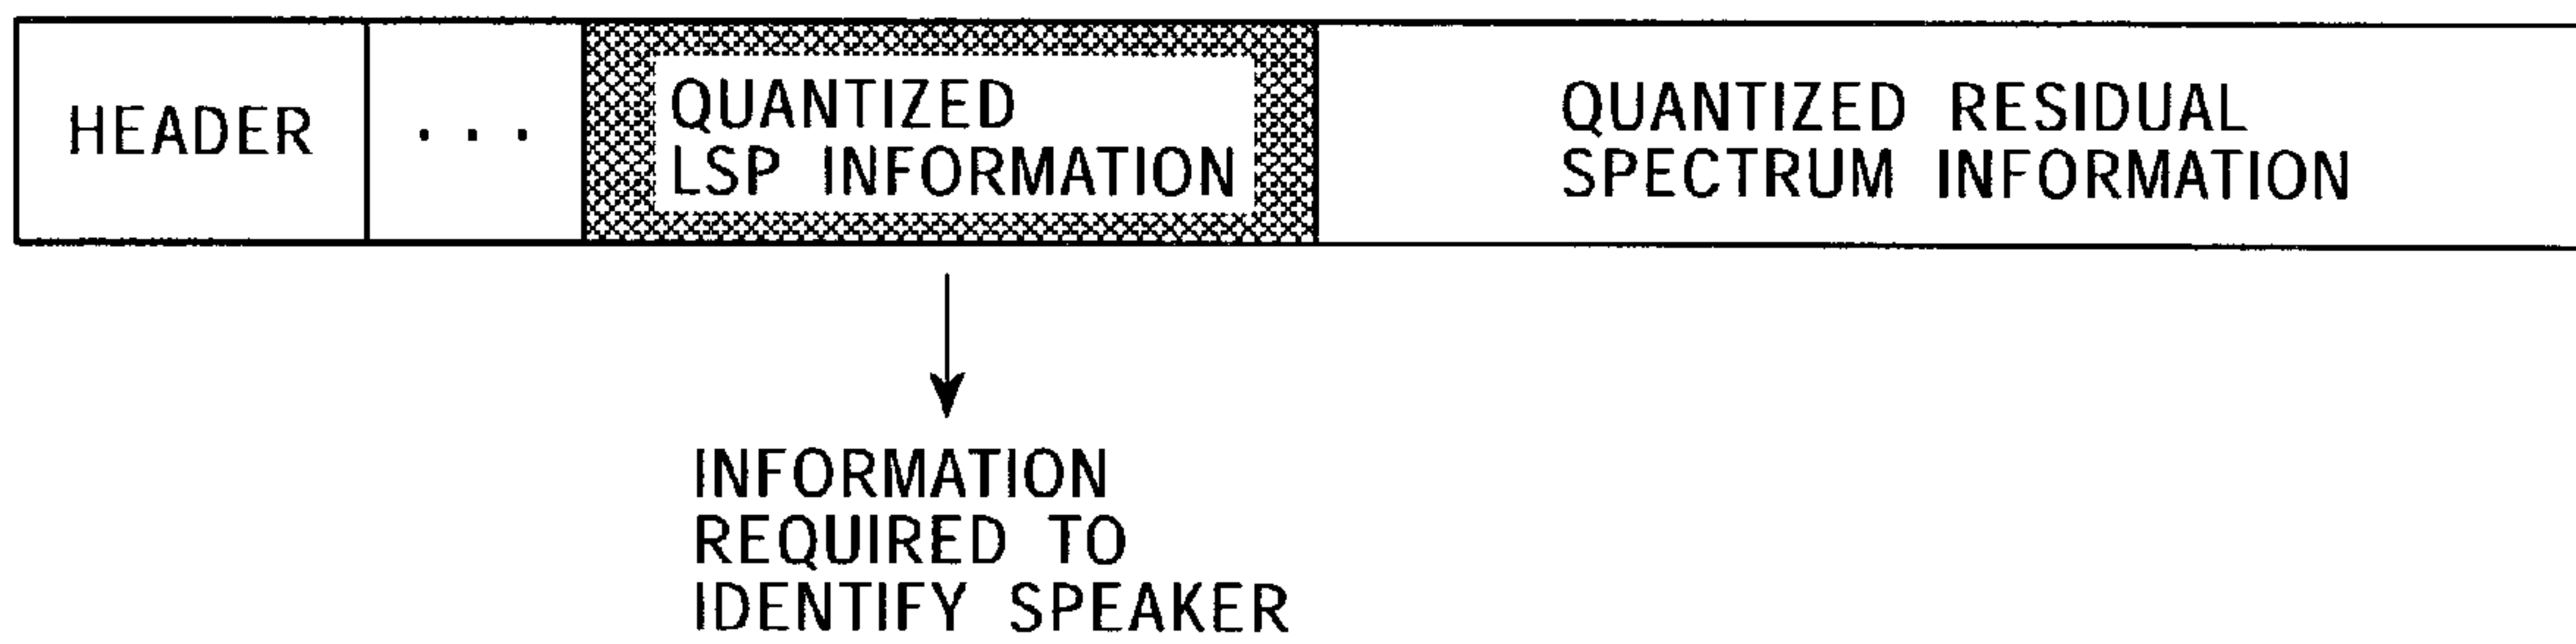 HEADER
. . .
QUANTIZED
LSP INFORMATION
QUANTIZED RESIDUAL
SPECTRUM INFORMATION
INFORMATION
REQUIRED TO
IDENTIFY SPEAKER